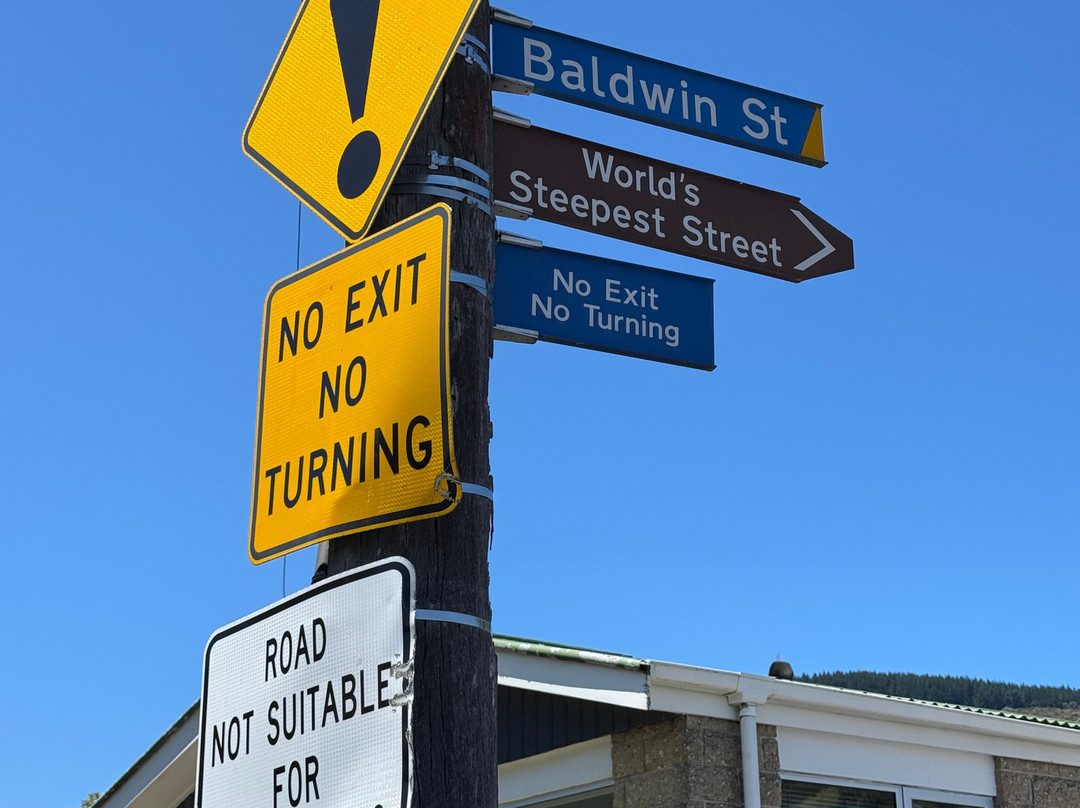 Baldwin St
World's
Steepest Street
No Exit
No Turning
NO EXIT
NO
TURNING
ROAD
NOT SUITABLE
FOR